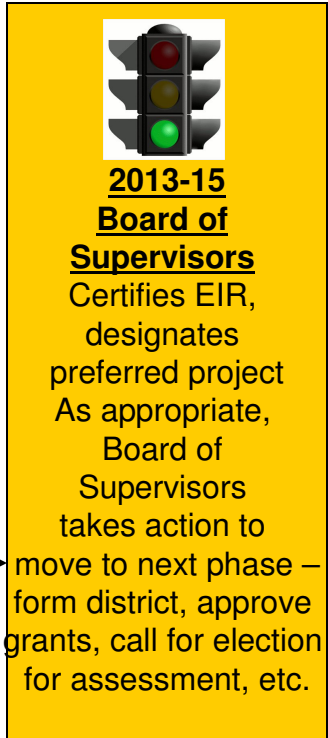 2013-15
Board of
Supervisors
Certifies EIR,
designates
preferred project
As appropriate,
Board of
Supervisors
takes action to
move to next phase –
form district, approve
grants, call for election
for assessment, etc.